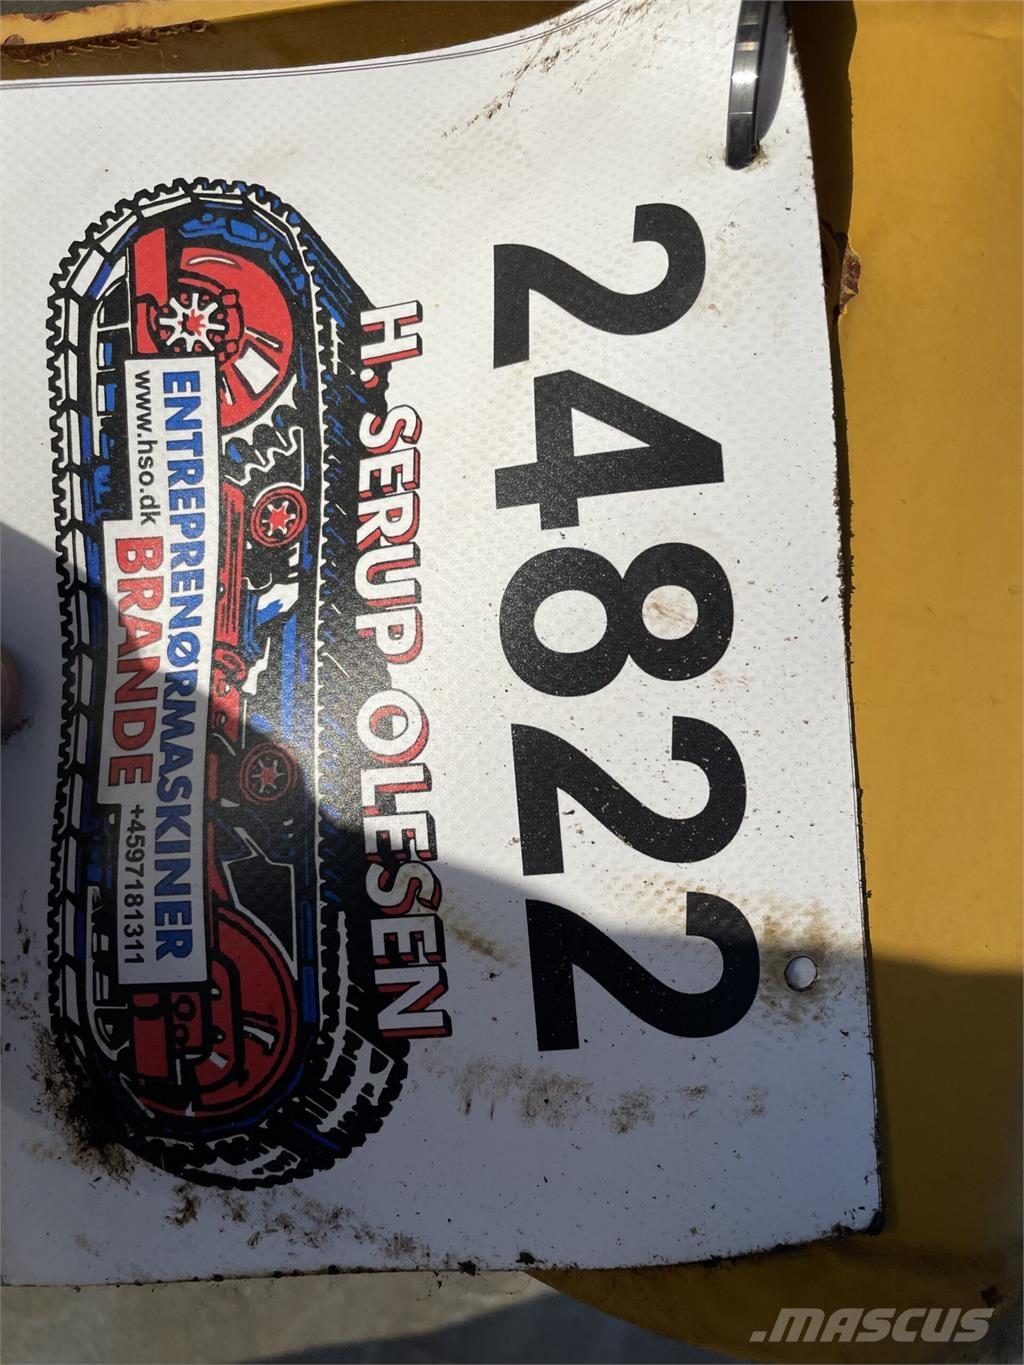 24822
H. SERUP OLESEN
ENTREPRENØRMASKINER
www.hso.dk BRANDE +4597181311
.MASCUS